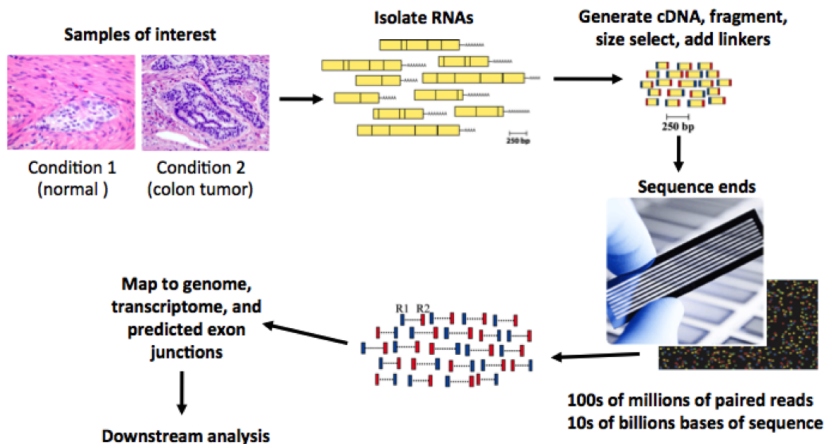 Samples of interest
Condition 1
(normal )
Condition 2
(colon tumor)
Isolate RNAs
250 bp
Generate cDNA, fragment,
size select, add linkers
250 bp
Sequence ends
100s of millions of paired reads
10s of billions bases of sequence
R1 R2
Map to genome,
transcriptome, and
predicted exon
junctions
Downstream analysis